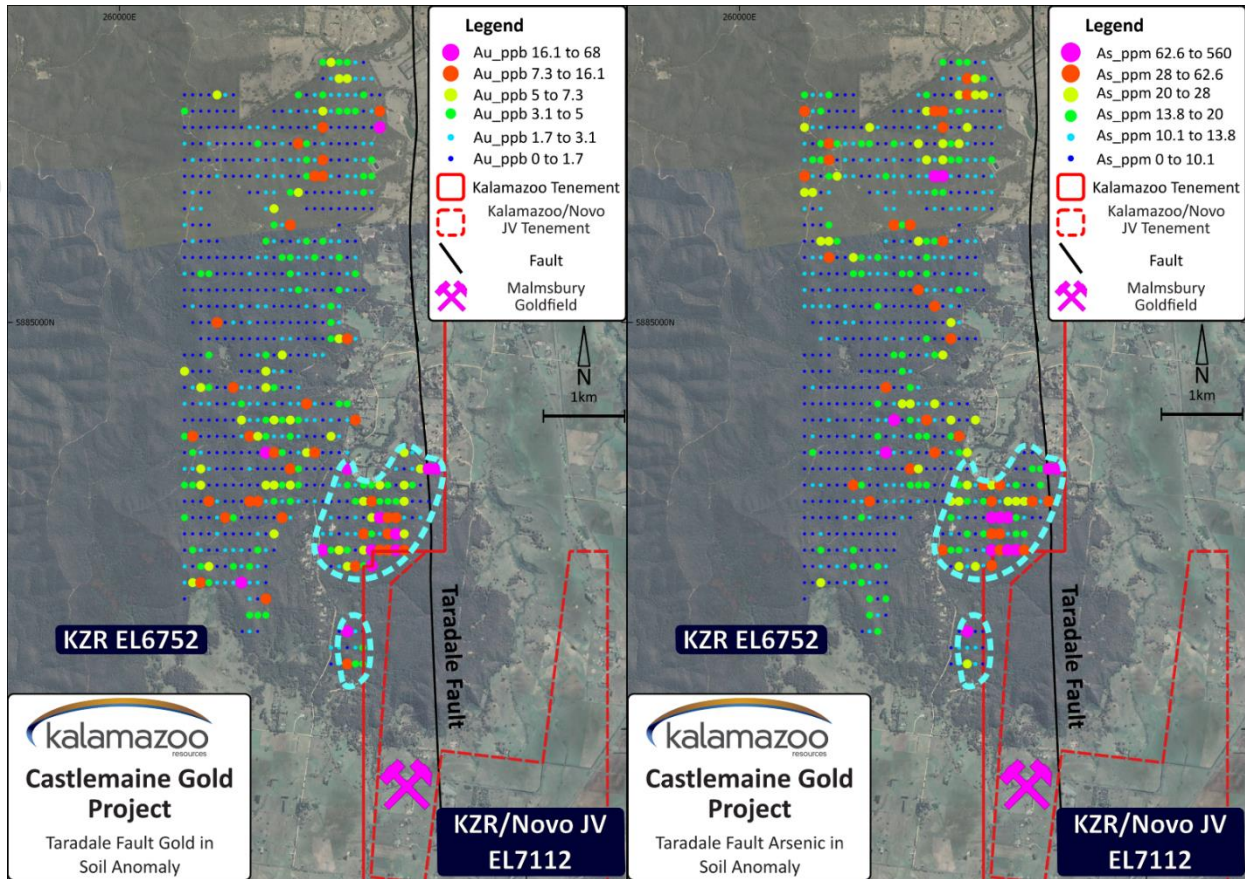 260000E
Legend
Au_ppb 16.1 to 68
Au_ppb 7.3 to 16.1
Au_ppb 5 to 7.3
Au_ppb 3.1 to 5
Au_ppb 1.7 to 3.1
Au_ppb 0 to 1.7
Kalamazoo Tenement
Kalamazoo/Novo
JV Tenement
Fault
Malmsbury
Goldfield
5885000N
N
1km
Taradale Fault
KZR EL6752
kalamazoo
resources
Castlemaine Gold
Project
Taradale Fault Gold in
Soil Anomaly
KZR/Novo JV
EL7112
260000E
Legend
As_ppm 62.6 to 560
As_ppm 28 to 62.6
As_ppm 20 to 28
As_ppm 13.8 to 20
As_ppm 10.1 to 13.8
As_ppm 0 to 10.1
Kalamazoo Tenement
Kalamazoo/Novo
JV Tenement
Fault
Malmsbury
Goldfield
5885000N
N
1km
Taradale Fault
KZR EL6752
kalamazoo
resources
Castlemaine Gold
Project
Taradale Fault Arsenic in
Soil Anomaly
KZR/Novo JV
EL7112